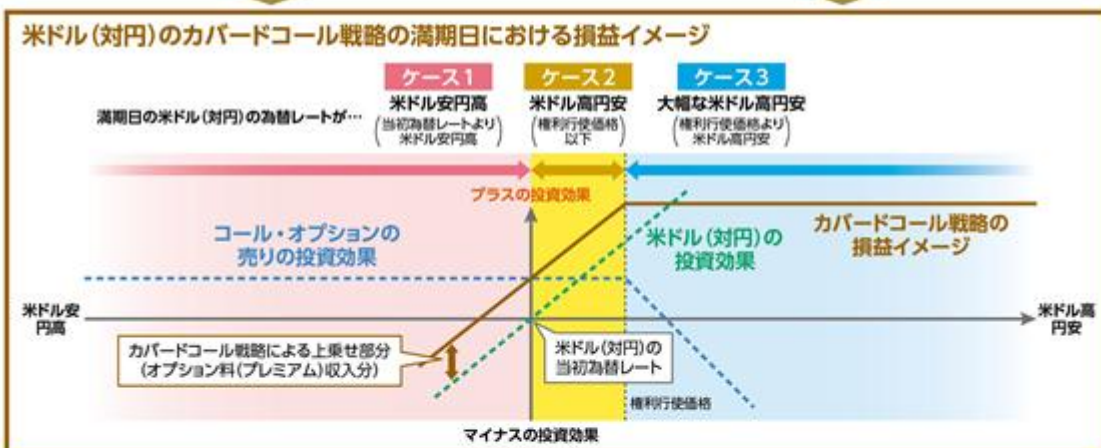 米ドル（対円）のカバードコール戦略の満期日における損益イメージ
ケース1
ケース2
ケース3
満期日の米ドル（対円）の為替レートが…
米ドル安円高
（当初為替レートより
米ドル安円高）
米ドル高円安
（権利行使価格
以下）
大幅な米ドル高円安
（権利行使価格より
米ドル高円安）
プラスの投資効果
コール・オプションの
売りの投資効果
米ドル（対円）の
投資効果
カバードコール戦略の
損益イメージ
米ドル安
円高
米ドル高
円安
カバードコール戦略による上乗せ部分
（オプション料（プレミアム）収入分）
米ドル（対円）の
当初為替レート
権利行使価格
マイナスの投資効果